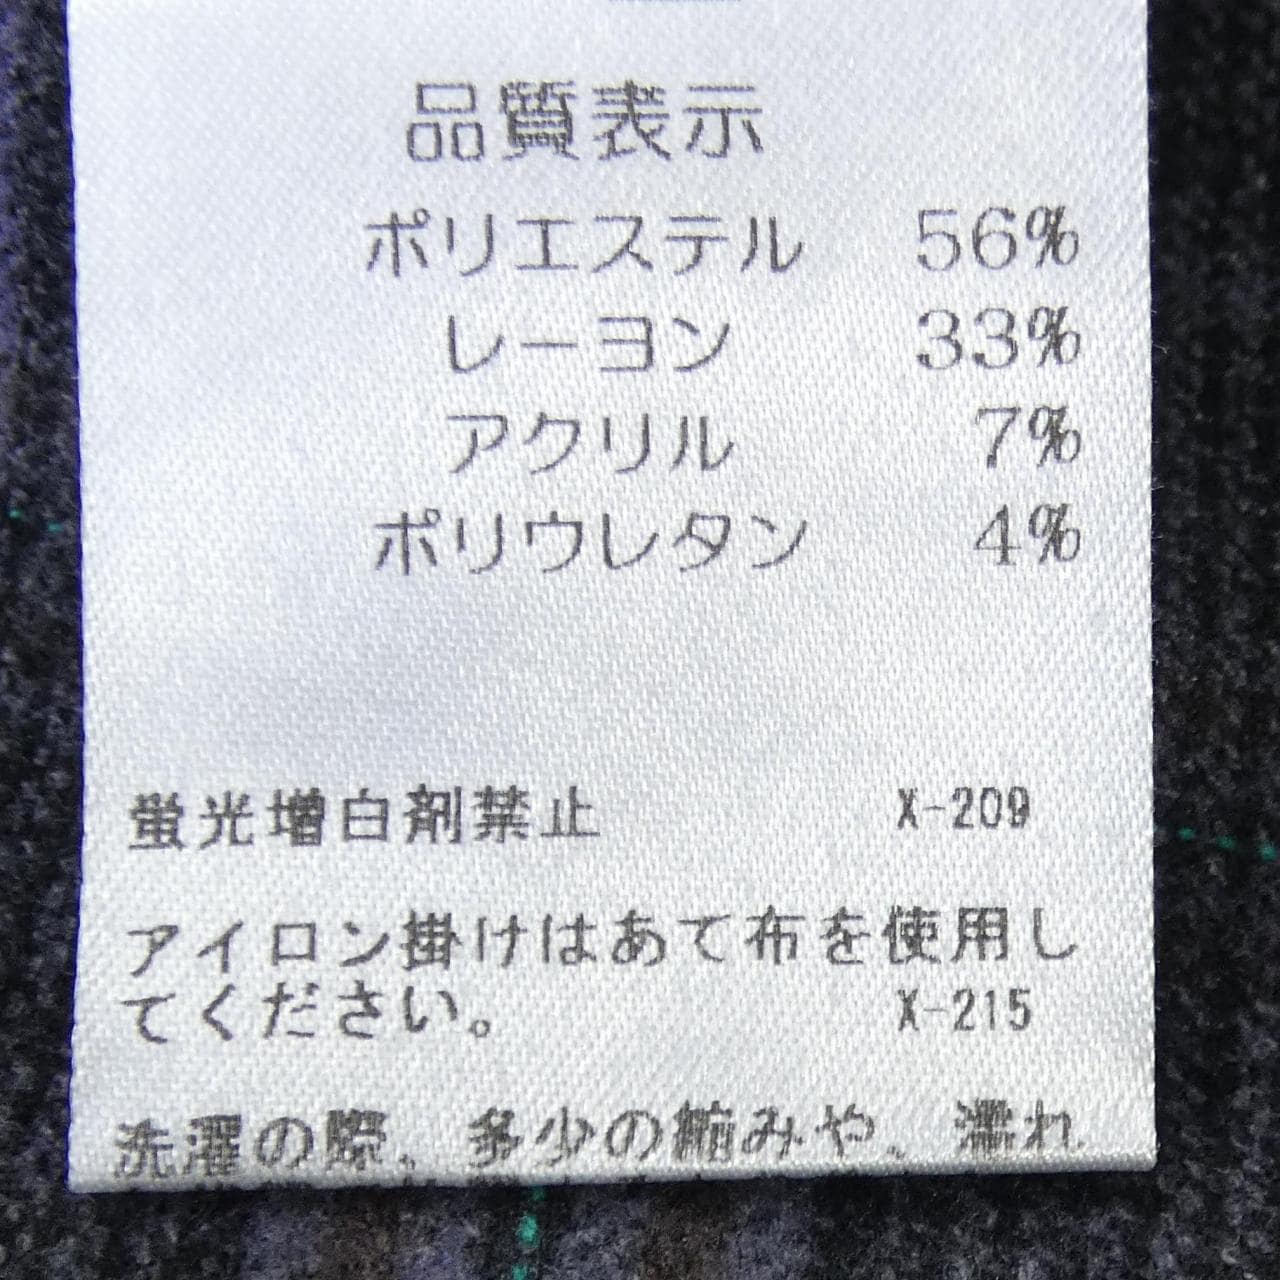 品質表示
ポリエステル 56%
レーヨン 33%
アクリル 7%
ポリウレタン 4%
蛍光増白剤禁止 X-209
アイロン掛けはあて布を使用し
てください。 X-215
洗濯の際、多少の縮みや、濡れ